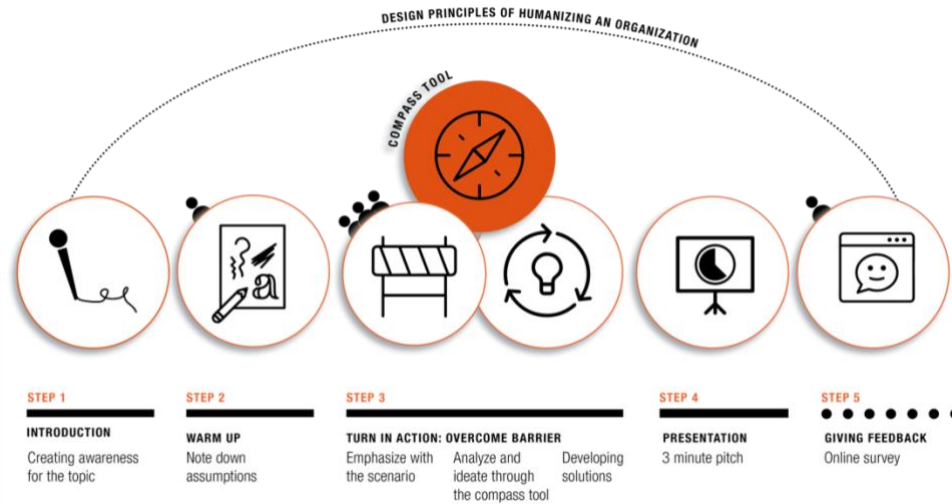 DESIGN PRINCIPLES OF HUMANIZING AN ORGANIZATION
COMPASS TOOL
a
STEP 1
INTRODUCTION
Creating awareness
for the topic
STEP 2
WARM UP
Note down
assumptions
STEP 3
TURN IN ACTION: OVERCOME BARRIER
Emphasize with
the scenario
Analyze and
ideate through
the compass tool
Developing
solutions
STEP 4
PRESENTATION
3 minute pitch
STEP 5
GIVING FEEDBACK
Online survey